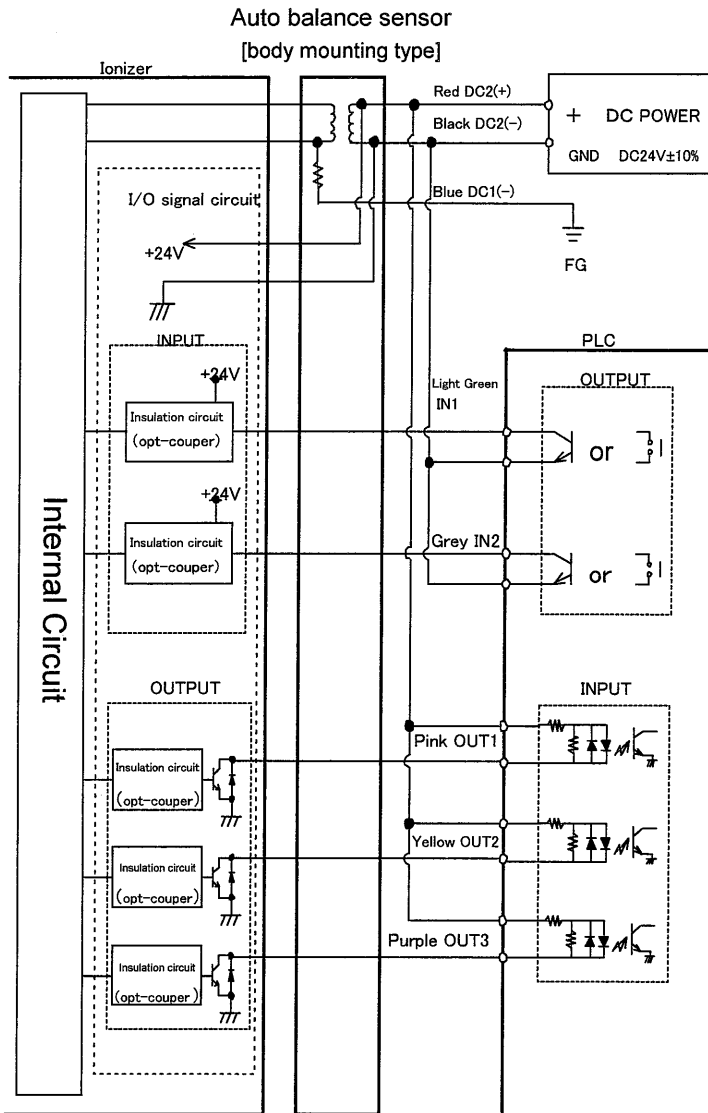 Auto balance sensor
[body mounting type]
Ionizer
Red DC2(+)
+ DC POWER
Black DC2(-)
GND DC24V±10%
Blue DC1(-)
I/O signal circuit
+24V
FG
INPUT
PLC
+24V
Light Green
IN1
OUTPUT
Insulation circuit
(opt-couper)
or
+24V
Insulation circuit
(opt-couper)
Grey IN2
or
Internal Circuit
OUTPUT
INPUT
Pink OUT1
Insulation circuit
(opt-couper)
Yellow OUT2
Insulation circuit
(opt-couper)
Purple OUT3
Insulation circuit
(opt-couper)